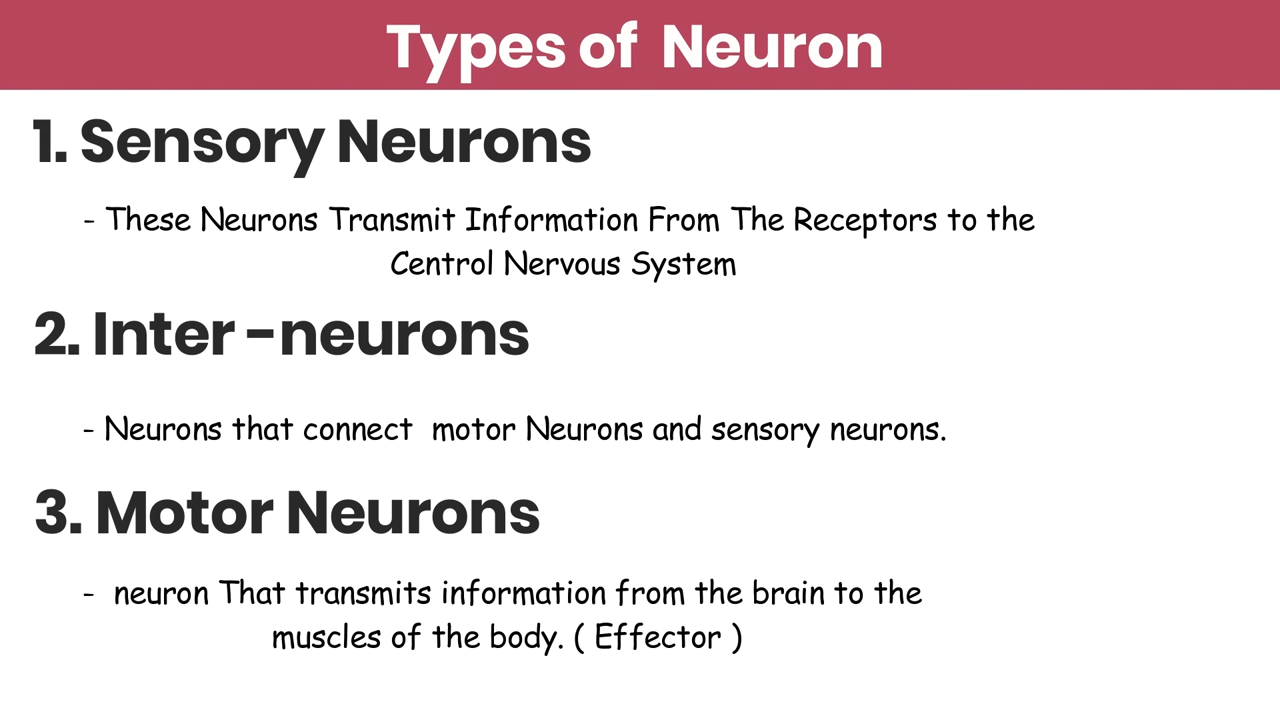 Types of Neuron
1. Sensory Neurons
- These Neurons Transmit Information From The Receptors to the
Central Nervous System
2. Inter -neurons
- Neurons that connect motor Neurons and sensory neurons.
3. Motor Neurons
- neuron That transmits information from the brain to the
muscles of the body. ( Effector )